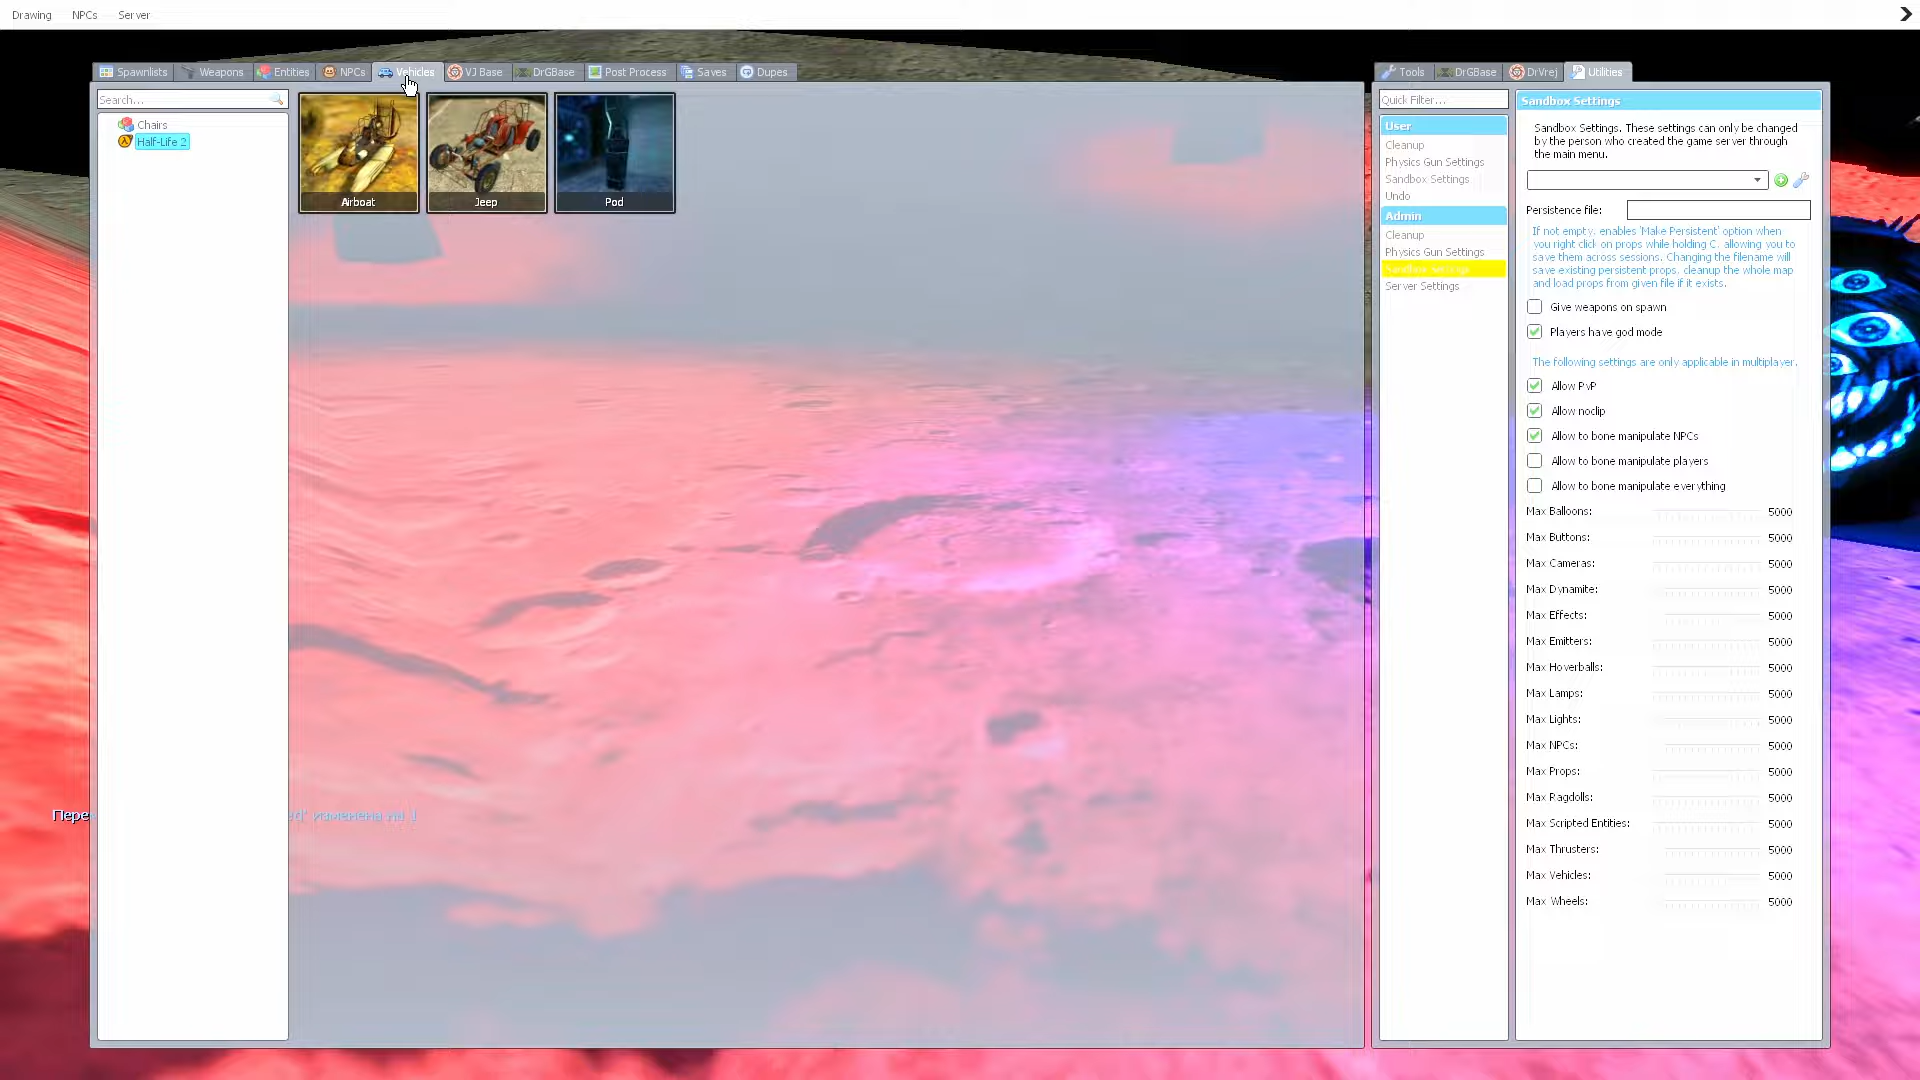 Drawing NPCs Server
Spawnlists Weapons Entities NPCs Vehicles VJ Base DrGBase Post Process Saves Dupes
Search...
Chairs
Half-Life 2
Airboat Jeep Pod
Пере
ed' изменена на 1
Tools DrGBase DrVrej Utilities
Quick Filter...
User
Cleanup
Physics Gun Settings
Sandbox Settings
Undo
Admin
Cleanup
Physics Gun Settings
Sandbox Settings
Server Settings
Sandbox Settings
Sandbox Settings. These settings can only be changed
by the person who created the game server through
the main menu.
Persistence file:
If not empty, enables 'Make Persistent' option when
you right click on props while holding C, allowing you to
save them across sessions. Changing the filename will
save existing persistent props, cleanup the whole map
and load props from given file if it exists.
Give weapons on spawn
Players have god mode
The following settings are only applicable in multiplayer.
Allow PvP
Allow noclip
Allow to bone manipulate NPCs
Allow to bone manipulate players
Allow to bone manipulate everything
Max Balloons: 5000
Max Buttons: 5000
Max Cameras: 5000
Max Dynamite: 5000
Max Effects: 5000
Max Emitters: 5000
Max Hoverballs: 5000
Max Lamps: 5000
Max Lights: 5000
Max NPCs: 5000
Max Props: 5000
Max Ragdolls: 5000
Max Scripted Entities: 5000
Max Thrusters: 5000
Max Vehicles: 5000
Max Wheels: 5000